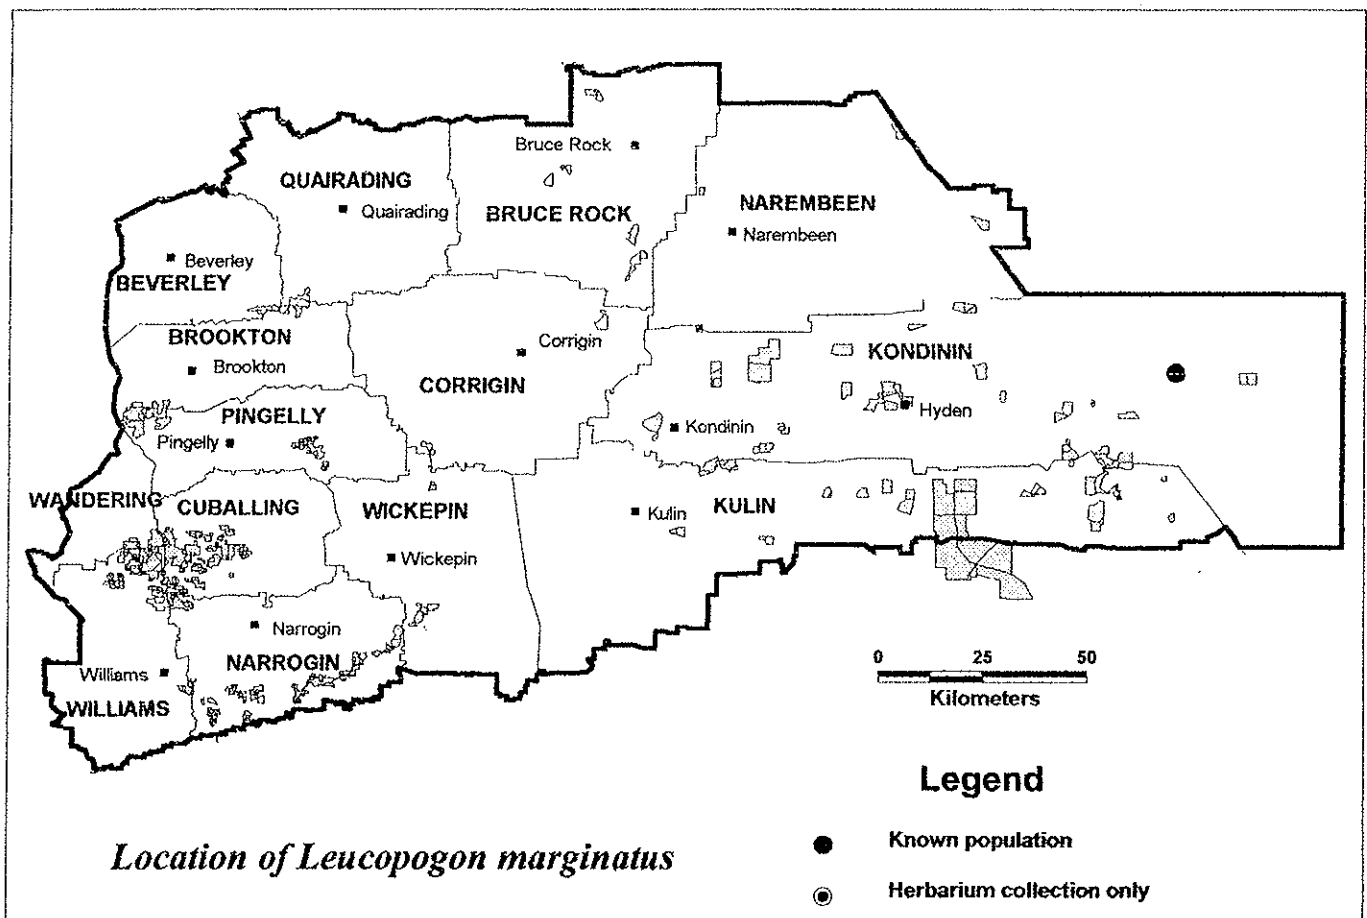 Bruce Rock
QUAIRADING
Quairading
BRUCE ROCK
NAREMBEEN
Narembeen
Beverley
BEVERLEY
BROOKTON
Brookton
Corrigin
CORRIGIN
KONDININ
Hyden
PINGELLY
Pingelly
Kondinin
WANDERING
CUBALLING
WICKEPIN
Kulin
KULIN
Wickepin
Narrogin
NARROGIN
Williams
WILLIAMS
0 25 50
Kilometers
Legend
Known population
Herbarium collection only
Location of Leucopogon marginatus